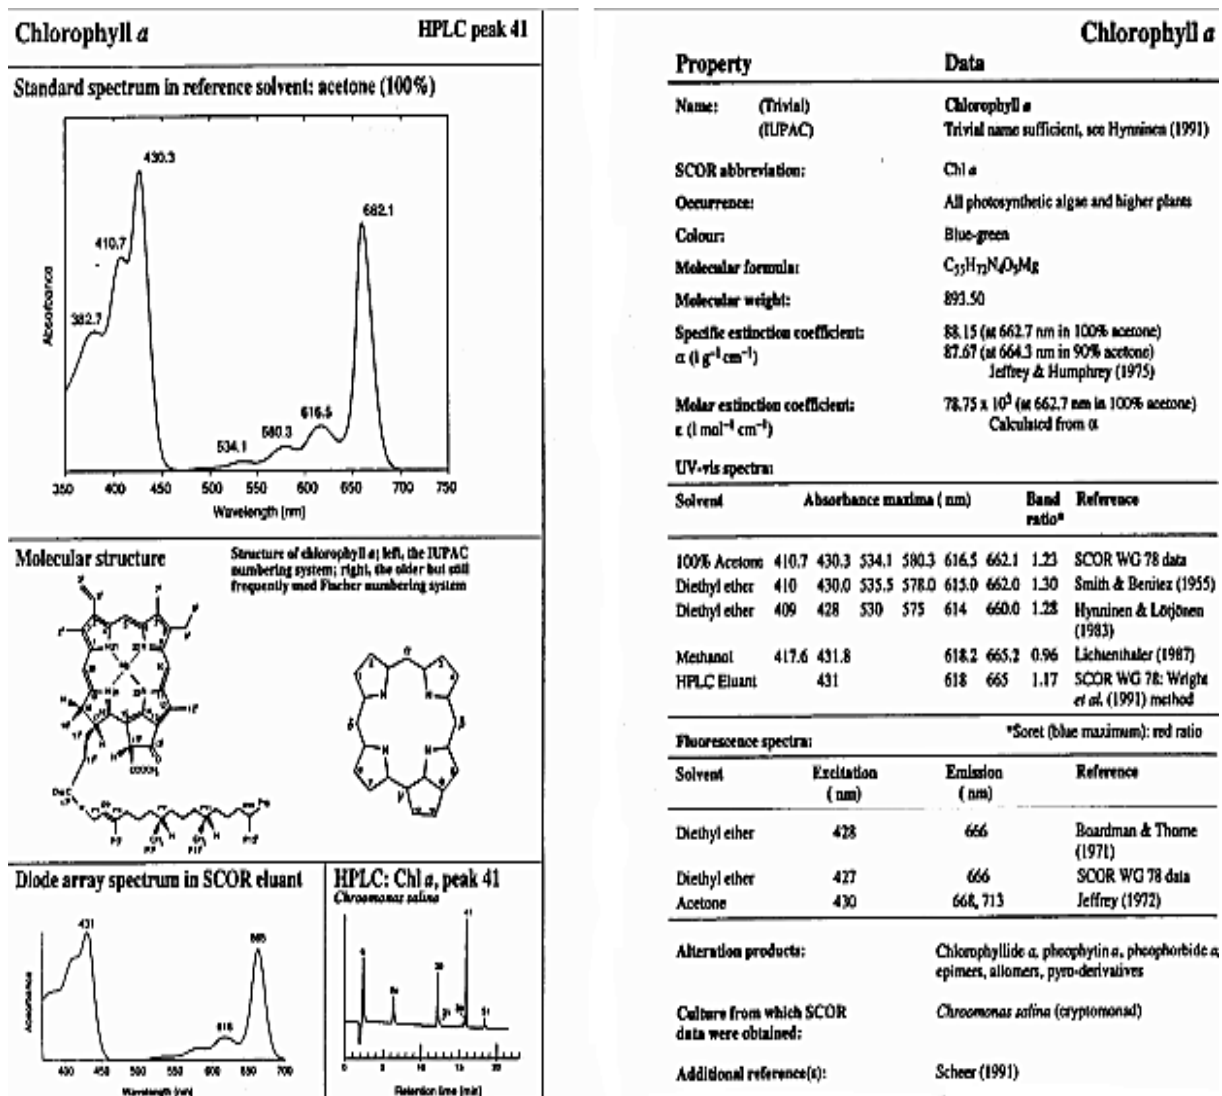 Chlorophyll a
HPLC peak 41
Standard spectrum in reference solvent: acetone (100%)
430.3
682.1
410.7
382.7
616.5
580.3
534.1
Absorbance
350 400 450 500 550 600 650 700 750
Wavelength [nm]
Molecular structure
Structure of chlorophyll a; left, the IUPAC
numbering system; right, the older but still
frequently used Fischer numbering system
Diode array spectrum in SCOR eluant
431
665
618
Absorbance
400 450 500 550 600 650 700
Wavelength [nm]
HPLC: Chl a, peak 41
Chroomonas salina
41
0 5 10 15 20
Retention time [min]
Chlorophyll a
Property Data
Name: (Trivial) Chlorophyll a
(IUPAC) Trivial name sufficient, see Hynninen (1991)
SCOR abbreviation: Chl a
Occurrence: All photosynthetic algae and higher plants
Colour: Blue-green
Molecular formula: C55H72N4O5Mg
Molecular weight: 893.50
Specific extinction coefficient: 88.15 (at 662.7 nm in 100% acetone)
α (l g⁻¹ cm⁻¹) 87.67 (at 664.3 nm in 90% acetone)
Jeffrey & Humphrey (1975)
Molar extinction coefficient: 78.75 x 10³ (at 662.7 nm in 100% acetone)
ε (l mol⁻¹ cm⁻¹) Calculated from α
UV-vis spectra:
Solvent Absorbance maxima ( nm) Band Reference
ratio*
100% Acetone 410.7 430.3 534.1 580.3 616.5 662.1 1.23 SCOR WG 78 data
Diethyl ether 410 430.0 535.5 578.0 615.0 662.0 1.30 Smith & Benitez (1955)
Diethyl ether 409 428 530 575 614 660.0 1.28 Hynninen & Lötjönen
(1983)
Methanol 417.6 431.8 618.2 665.2 0.96 Lichtenthaler (1987)
HPLC Eluant 431 618 665 1.17 SCOR WG 78: Wright
et al. (1991) method
*Soret (blue maximum): red ratio
Fluorescence spectra:
Solvent Excitation Emission Reference
( nm) ( nm)
Diethyl ether 428 666 Boardman & Thorne
(1971)
Diethyl ether 427 666 SCOR WG 78 data
Acetone 430 668, 713 Jeffrey (1972)
Alteration products: Chlorophyllide a, pheophytin a, pheophorbide a,
epimers, allomers, pyro-derivatives
Culture from which SCOR Chroomonas salina (cryptomonad)
data were obtained:
Additional reference(s): Scheer (1991)